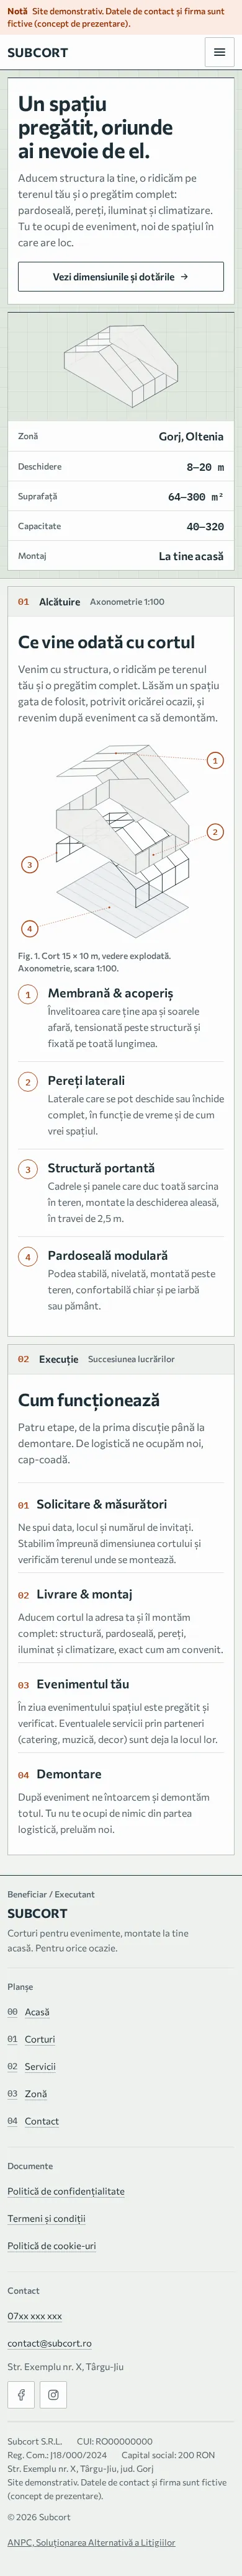 Notă Site demonstrativ. Datele de contact și firma sunt
fictive (concept de prezentare).
SUBCORT
Un spațiu
pregătit, oriunde
ai nevoie de el.
Aducem structura la tine, o ridicăm pe
terenul tău și o pregătim complet:
pardoseală, pereți, iluminat și climatizare.
Tu te ocupi de eveniment, noi de spațiul în
care are loc.
Vezi dimensiunile și dotările →
Zonă Gorj, Oltenia
Deschidere 8–20 m
Suprafață 64–300 m²
Capacitate 40–320
Montaj La tine acasă
01 Alcătuire Axonometrie 1:100
Ce vine odată cu cortul
Venim cu structura, o ridicăm pe terenul
tău și o pregătim complet. Lăsăm un spațiu
gata de folosit, potrivit oricărei ocazii, și
revenim după eveniment ca să demontăm.
1
2
3
4
Fig. 1. Cort 15 × 10 m, vedere explodată.
Axonometrie, scara 1:100.
1 Membrană & acoperiș
Învelitoarea care ține apa și soarele
afară, tensionată peste structură și
fixată pe toată lungimea.
2 Pereți laterali
Laterale care se pot deschide sau închide
complet, în funcție de vreme și de cum
vrei spațiul.
3 Structură portantă
Cadrele și panele care duc toată sarcina
în teren, montate la deschiderea aleasă,
în travei de 2,5 m.
4 Pardoseală modulară
Podea stabilă, nivelată, montată peste
teren, confortabilă chiar și pe iarbă
sau pământ.
02 Execuție Succesiunea lucrărilor
Cum funcționează
Patru etape, de la prima discuție până la
demontare. De logistică ne ocupăm noi,
cap-coadă.
01 Solicitare & măsurători
Ne spui data, locul și numărul de invitați.
Stabilim împreună dimensiunea cortului și
verificăm terenul unde se montează.
02 Livrare & montaj
Aducem cortul la adresa ta și îl montăm
complet: structură, pardoseală, pereți,
iluminat și climatizare, exact cum am convenit.
03 Evenimentul tău
În ziua evenimentului spațiul este pregătit și
verificat. Eventualele servicii prin parteneri
(catering, muzică, decor) sunt deja la locul lor.
04 Demontare
După eveniment ne întoarcem și demontăm
totul. Tu nu te ocupi de nimic din partea
logistică, preluăm noi.
Beneficiar / Executant
SUBCORT
Corturi pentru evenimente, montate la tine
acasă. Pentru orice ocazie.
Planșe
00 Acasă
01 Corturi
02 Servicii
03 Zonă
04 Contact
Documente
Politică de confidențialitate
Termeni și condiții
Politică de cookie-uri
Contact
07xx xxx xxx
contact@subcort.ro
Str. Exemplu nr. X, Târgu-Jiu
Subcort S.R.L. CUI: RO00000000
Reg. Com.: J18/000/2024 Capital social: 200 RON
Str. Exemplu nr. X, Târgu-Jiu, jud. Gorj
Site demonstrativ. Datele de contact și firma sunt fictive
(concept de prezentare).
© 2026 Subcort
ANPC, Soluționarea Alternativă a Litigiilor